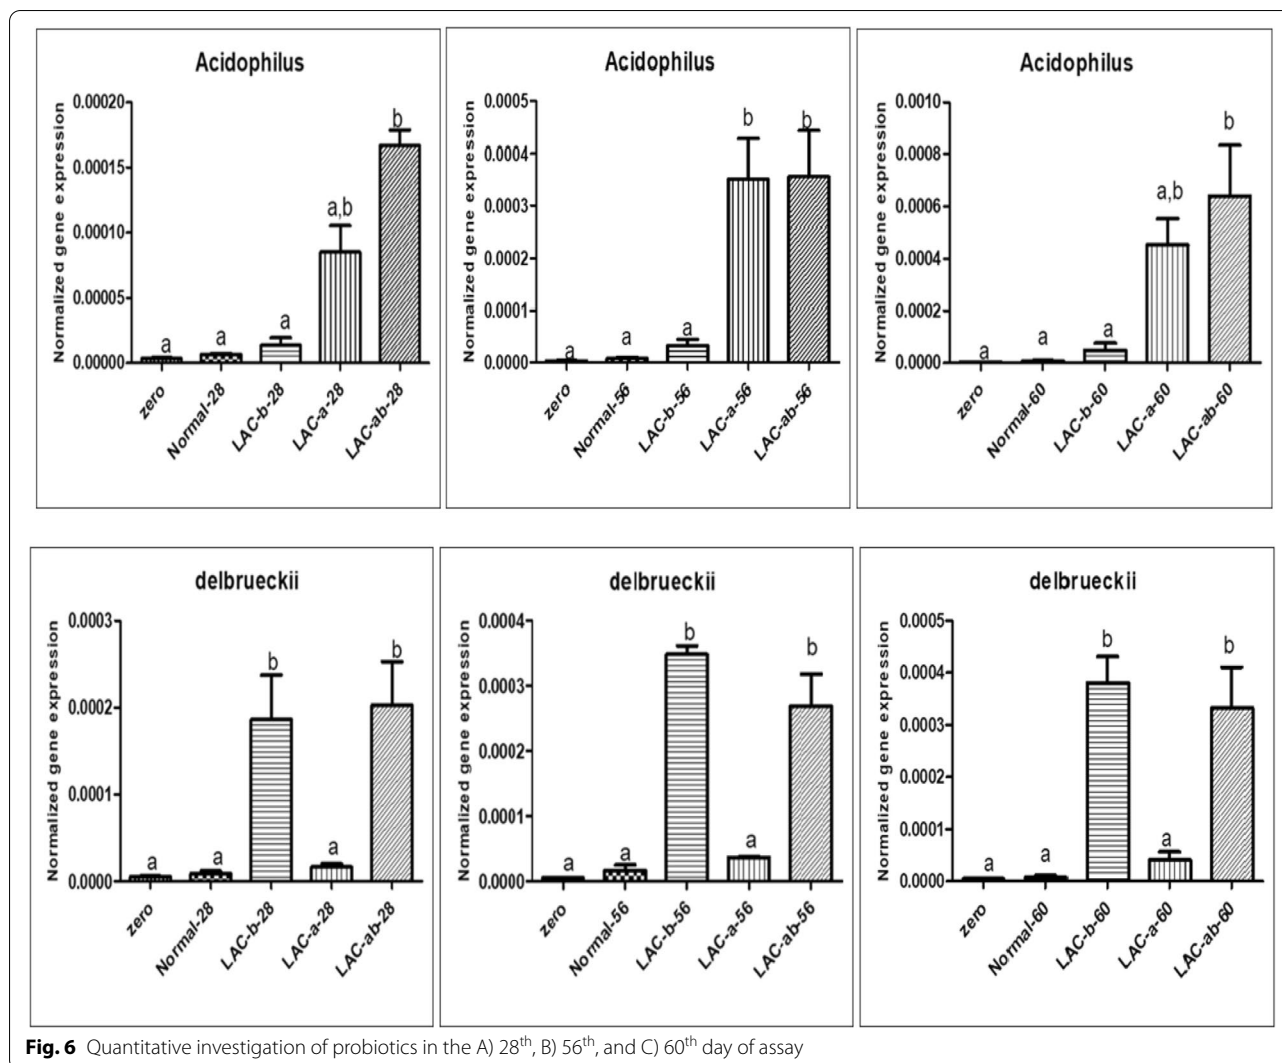 Acidophilus
Normalized gene expression
0.00020
0.00015
0.00010
0.00005
0.00000
a
a
a
a,b
b
zero
Normal-28
LAC-b-28
LAC-a-28
LAC-ab-28
Acidophilus
Normalized gene expression
0.0005
0.0004
0.0003
0.0002
0.0001
0.0000
a
a
a
b
b
zero
Normal-56
LAC-b-56
LAC-a-56
LAC-ab-56
Acidophilus
Normalized gene expression
0.0010
0.0008
0.0006
0.0004
0.0002
0.0000
a
a
a
a,b
b
zero
Normal-60
LAC-b-60
LAC-a-60
LAC-ab-60
delbrueckii
Normalized gene expression
0.0003
0.0002
0.0001
0.0000
a
a
b
a
b
zero
Normal-28
LAC-b-28
LAC-a-28
LAC-ab-28
delbrueckii
Normalized gene expression
0.0004
0.0003
0.0002
0.0001
0.0000
a
a
b
a
b
zero
Normal-56
LAC-b-56
LAC-a-56
LAC-ab-56
delbrueckii
Normalized gene expression
0.0005
0.0004
0.0003
0.0002
0.0001
0.0000
a
a
b
a
b
zero
Normal-60
LAC-b-60
LAC-a-60
LAC-ab-60
Fig. 6 Quantitative investigation of probiotics in the A) 28th, B) 56th, and C) 60th day of assay